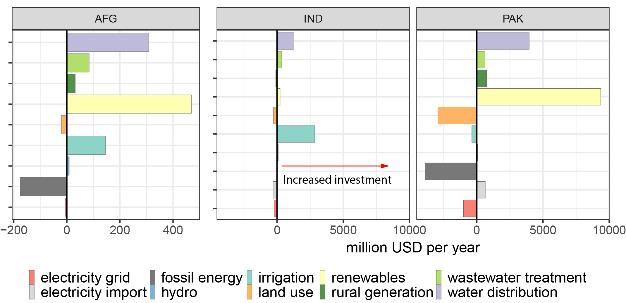 AFG IND PAK
Increased investment
−200 0 200 400 0 5000 10000 0 5000 10000
million USD per year
electricity grid fossil energy irrigation renewables wastewater treatment
electricity import hydro land use rural generation water distribution